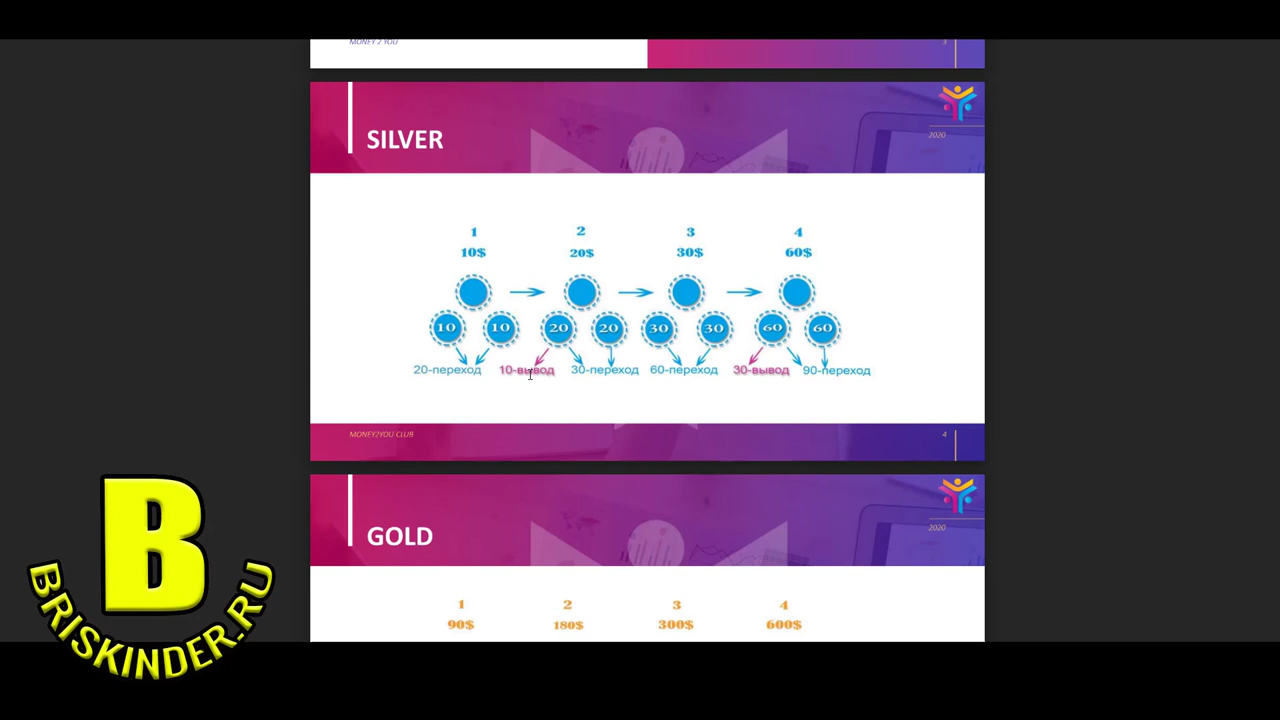 MONEY 2 YOU
3
SILVER
2020
1 2 3 4
10$ 20$ 30$ 60$
10 10 20 20 30 30 60 60
20-переход 10-вывод 30-переход 60-переход 30-вывод 90-переход
MONEY2YOU CLUB
4
GOLD
2020
1 2 3 4
90$ 180$ 300$ 600$
B
BRISKINDER.RU